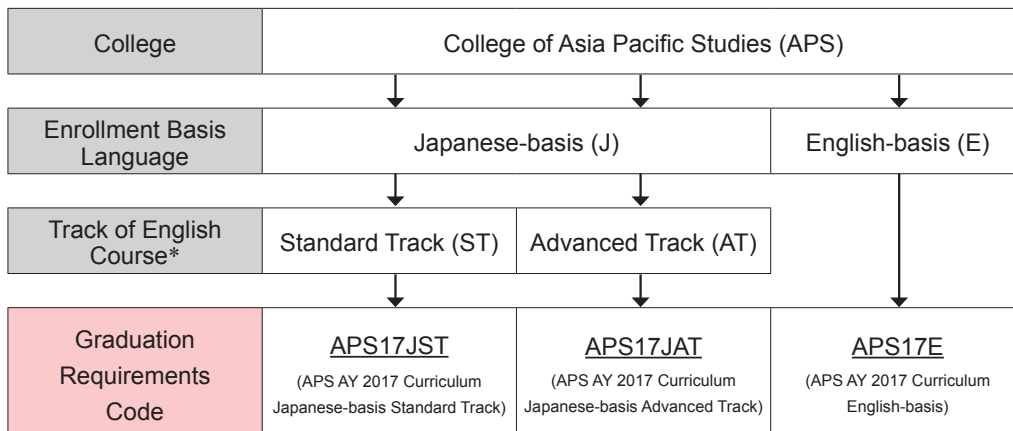 College
College of Asia Pacific Studies (APS)
Enrollment Basis
Language
Japanese-basis (J)
English-basis (E)
Track of English
Course*
Standard Track (ST)
Advanced Track (AT)
Graduation
Requirements
Code
APS17JST
(APS AY 2017 Curriculum
Japanese-basis Standard Track)
APS17JAT
(APS AY 2017 Curriculum
Japanese-basis Advanced Track)
APS17E
(APS AY 2017 Curriculum
English-basis)